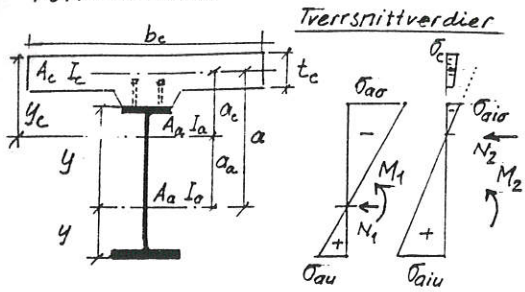 Tverrsnittverdier
b_c
σ_c
t_c
A_c I_c
y_c
a_c
σ_ao
σ_aio
A_a I_a
a
y
−
N_2
a_a
M_1
M_2
A_a I_a
N_1
y
+
+
σ_au
σ_aiu